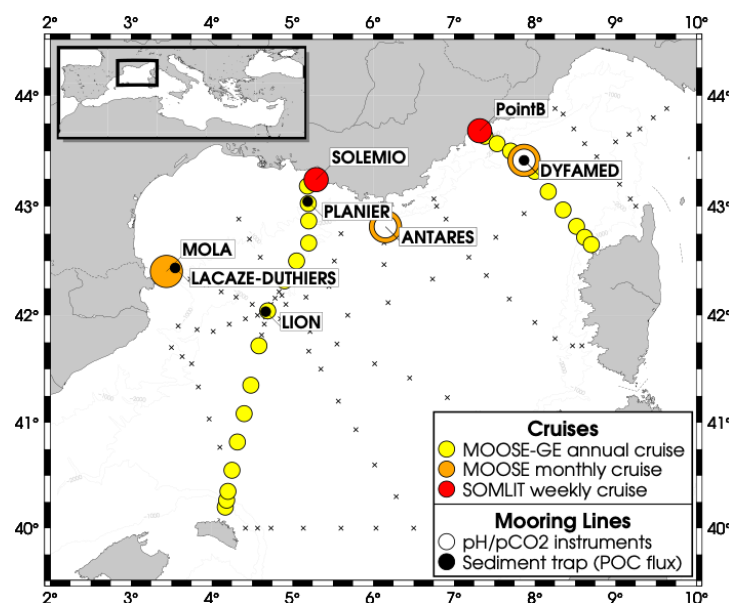 2° 3° 4° 5° 6° 7° 8° 9° 10°
44° 44°
PointB
SOLEMIO
DYFAMED
43° 43°
PLANIER
ANTARES
MOLA
LACAZE-DUTHIERS
42° 42°
LION
41° 41°
Cruises
MOOSE-GE annual cruise
MOOSE monthly cruise
SOMLIT weekly cruise
40° 40°
Mooring Lines
pH/pCO2 instruments
Sediment trap (POC flux)
2° 3° 4° 5° 6° 7° 8° 9° 10°